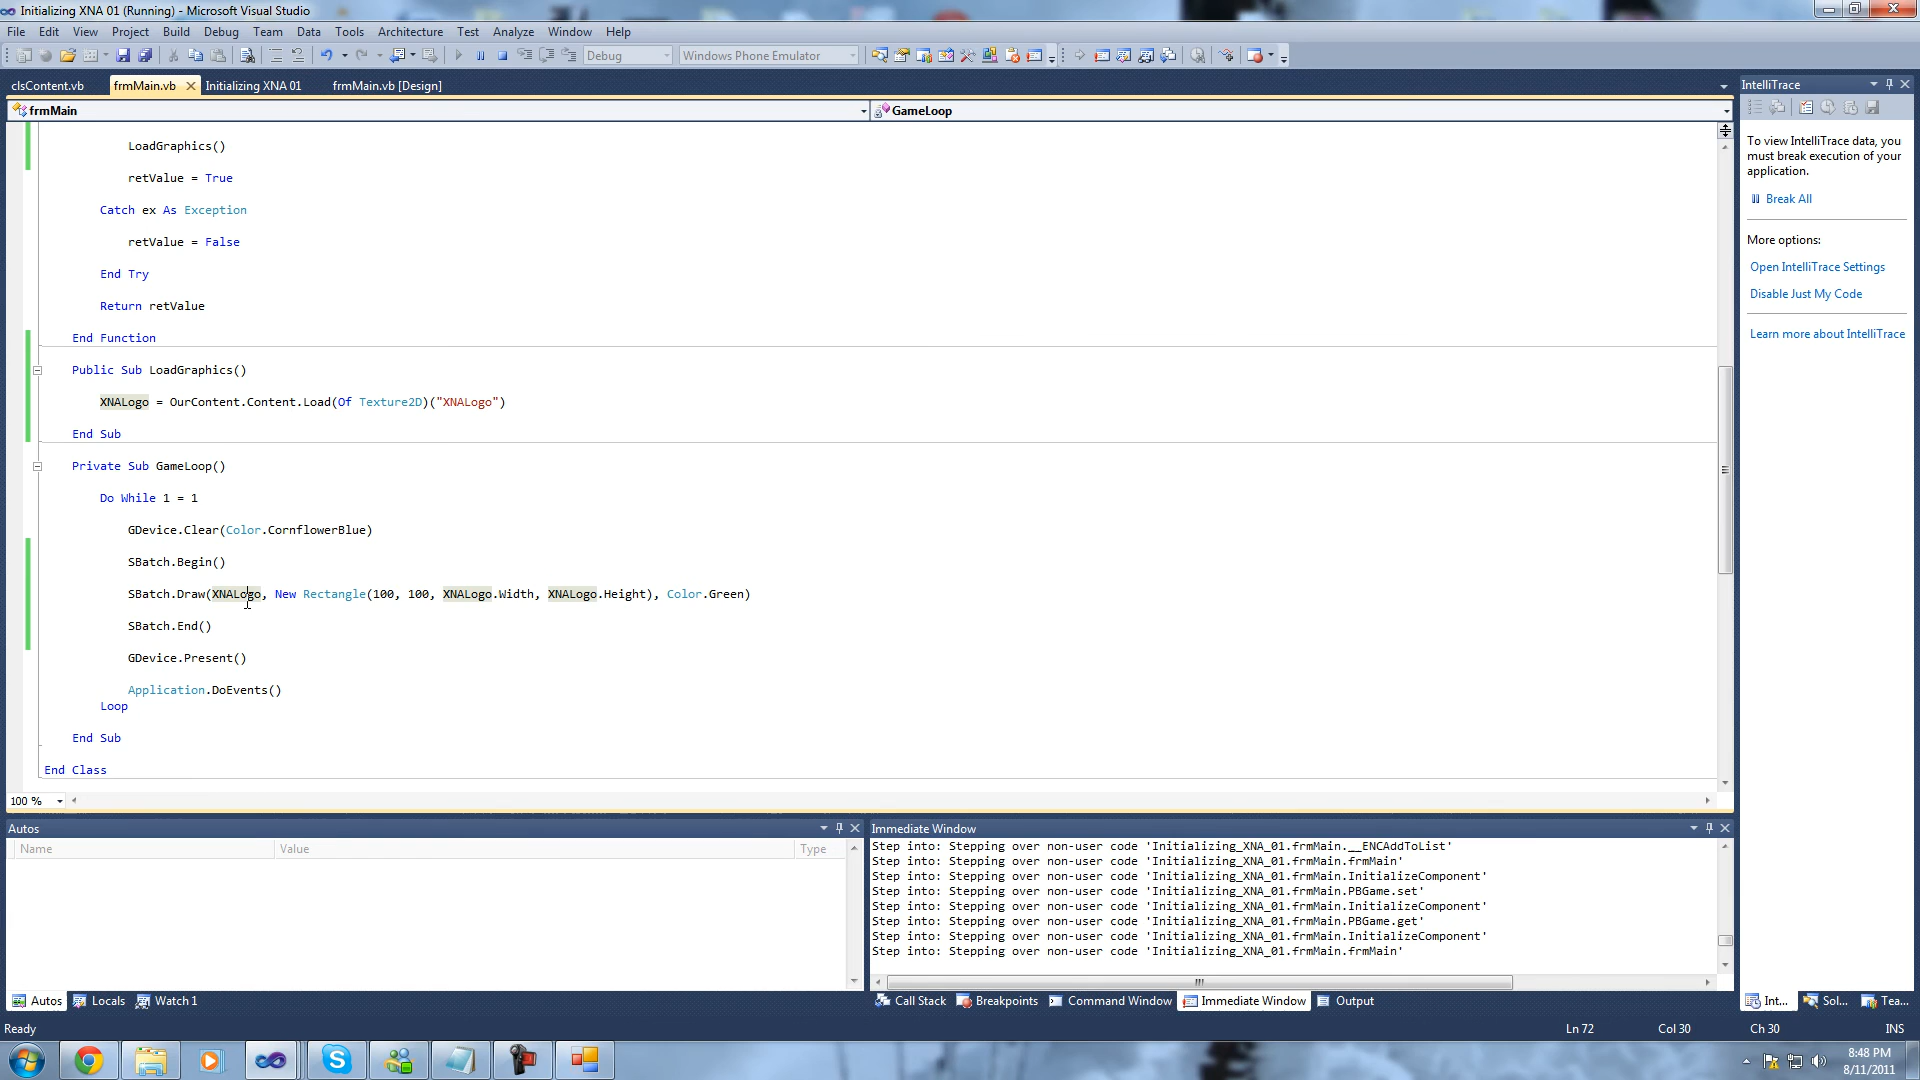 Initializing XNA 01 (Running) - Microsoft Visual Studio
File Edit View Project Build Debug Team Data Tools Architecture Test Analyze Window Help
Debug Windows Phone Emulator
clsContent.vb frmMain.vb Initializing XNA 01 frmMain.vb [Design]
frmMain GameLoop
LoadGraphics()
retValue = True
Catch ex As Exception
retValue = False
End Try
Return retValue
End Function
Public Sub LoadGraphics()
XNALogo = OurContent.Content.Load(Of Texture2D)("XNALogo")
End Sub
Private Sub GameLoop()
Do While 1 = 1
GDevice.Clear(Color.CornflowerBlue)
SBatch.Begin()
SBatch.Draw(XNALogo, New Rectangle(100, 100, XNALogo.Width, XNALogo.Height), Color.Green)
SBatch.End()
GDevice.Present()
Application.DoEvents()
Loop
End Sub
End Class
100 %
IntelliTrace
To view IntelliTrace data, you
must break execution of your
application.
Break All
More options:
Open IntelliTrace Settings
Disable Just My Code
Learn more about IntelliTrace
Autos
Name Value Type
Immediate Window
Step into: Stepping over non-user code 'Initializing_XNA_01.frmMain.__ENCAddToList'
Step into: Stepping over non-user code 'Initializing_XNA_01.frmMain.frmMain'
Step into: Stepping over non-user code 'Initializing_XNA_01.frmMain.InitializeComponent'
Step into: Stepping over non-user code 'Initializing_XNA_01.frmMain.PBGame.set'
Step into: Stepping over non-user code 'Initializing_XNA_01.frmMain.InitializeComponent'
Step into: Stepping over non-user code 'Initializing_XNA_01.frmMain.PBGame.get'
Step into: Stepping over non-user code 'Initializing_XNA_01.frmMain.InitializeComponent'
Step into: Stepping over non-user code 'Initializing_XNA_01.frmMain.frmMain'
Autos Locals Watch 1
Call Stack Breakpoints Command Window Immediate Window Output
Int... Sol... Tea...
Ready Ln 72 Col 30 Ch 30 INS
8:48 PM
8/11/2011